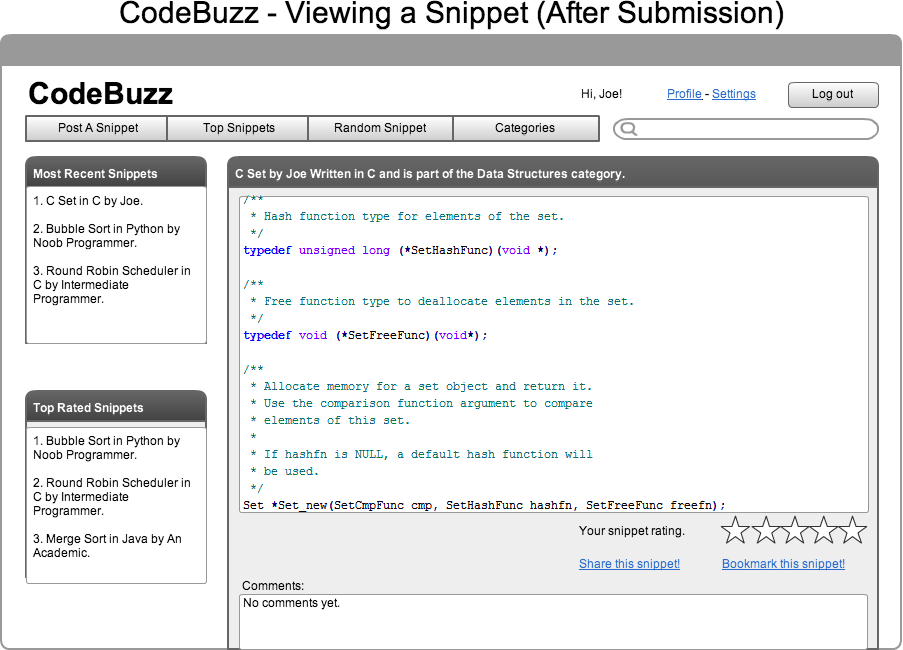 CodeBuzz - Viewing a Snippet (After Submission)
CodeBuzz
Hi, Joe!
Profile - Settings
Log out
Post A Snippet
Top Snippets
Random Snippet
Categories
Most Recent Snippets
1. C Set in C by Joe.
2. Bubble Sort in Python by
Noob Programmer.
3. Round Robin Scheduler in
C by Intermediate
Programmer.
Top Rated Snippets
1. Bubble Sort in Python by
Noob Programmer.
2. Round Robin Scheduler in
C by Intermediate
Programmer.
3. Merge Sort in Java by An
Academic.
C Set by Joe Written in C and is part of the Data Structures category.
/**
 * Hash function type for elements of the set.
 */
typedef unsigned long (*SetHashFunc)(void *);
/**
 * Free function type to deallocate elements in the set.
 */
typedef void (*SetFreeFunc)(void*);
/**
 * Allocate memory for a set object and return it.
 * Use the comparison function argument to compare
 * elements of this set.
 *
 * If hashfn is NULL, a default hash function will
 * be used.
 */
Set *Set_new(SetCmpFunc cmp, SetHashFunc hashfn, SetFreeFunc freefn);
Your snippet rating.
Share this snippet!
Bookmark this snippet!
Comments:
No comments yet.